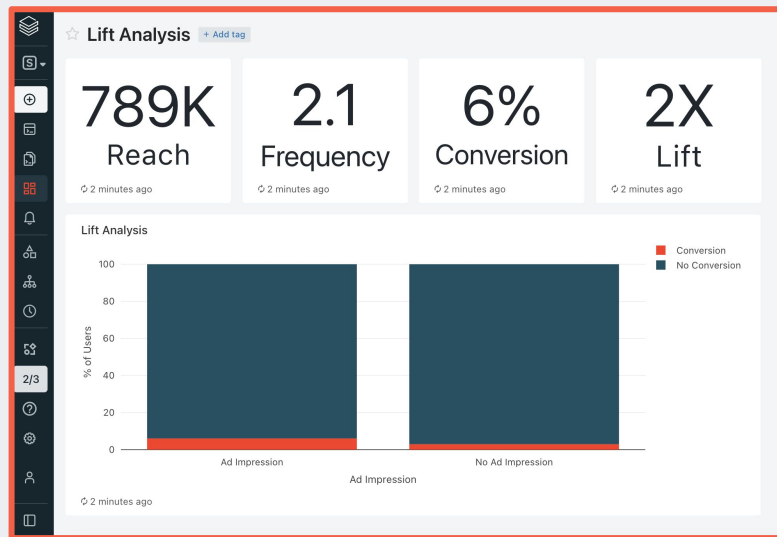 Lift Analysis
+ Add tag
S
789K
Reach
2 minutes ago
2.1
Frequency
2 minutes ago
6%
Conversion
2 minutes ago
2X
Lift
2 minutes ago
2/3
Lift Analysis
Conversion
No Conversion
100
80
60
40
20
0
% of Users
Ad Impression
No Ad Impression
Ad Impression
2 minutes ago